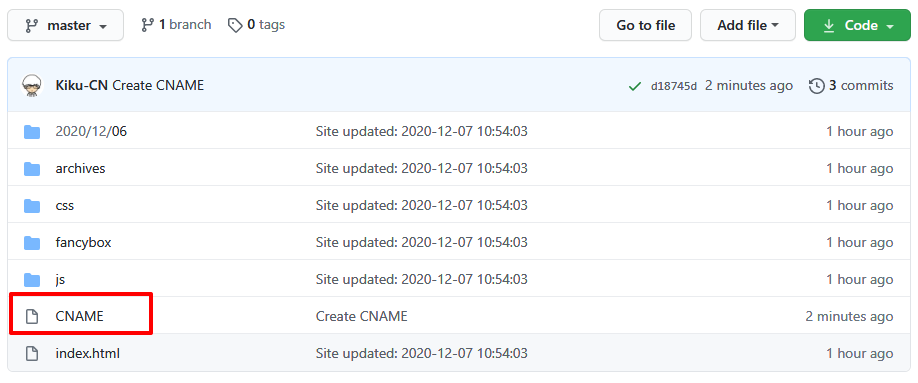 master 1 branch 0 tags Go to file Add file Code
Kiku-CN Create CNAME d18745d 2 minutes ago 3 commits
2020/12/06 Site updated: 2020-12-07 10:54:03 1 hour ago
archives Site updated: 2020-12-07 10:54:03 1 hour ago
css Site updated: 2020-12-07 10:54:03 1 hour ago
fancybox Site updated: 2020-12-07 10:54:03 1 hour ago
js Site updated: 2020-12-07 10:54:03 1 hour ago
CNAME Create CNAME 2 minutes ago
index.html Site updated: 2020-12-07 10:54:03 1 hour ago